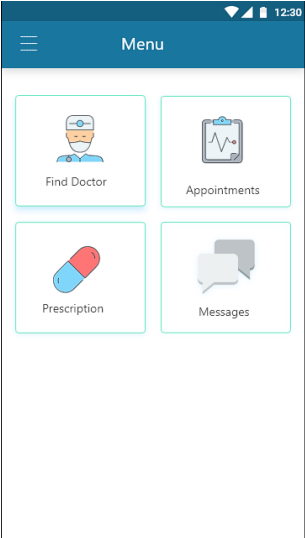 12:30
Menu
Find Doctor
Appointments
Prescription
Messages